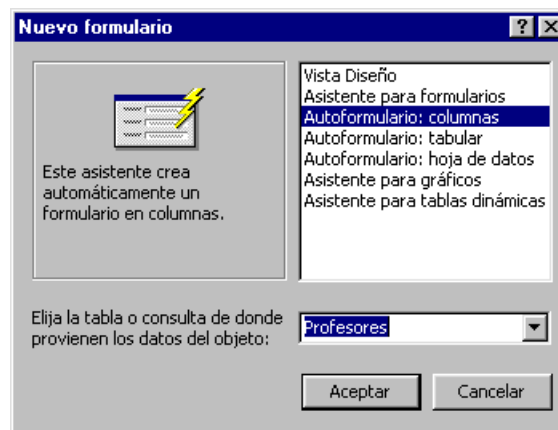 Nuevo formulario
Vista Diseño
Asistente para formularios
Autoformulario: columnas
Autoformulario: tabular
Autoformulario: hoja de datos
Asistente para gráficos
Asistente para tablas dinámicas
Este asistente crea
automáticamente un
formulario en columnas.
Elija la tabla o consulta de donde
provienen los datos del objeto:
Profesores
Aceptar
Cancelar